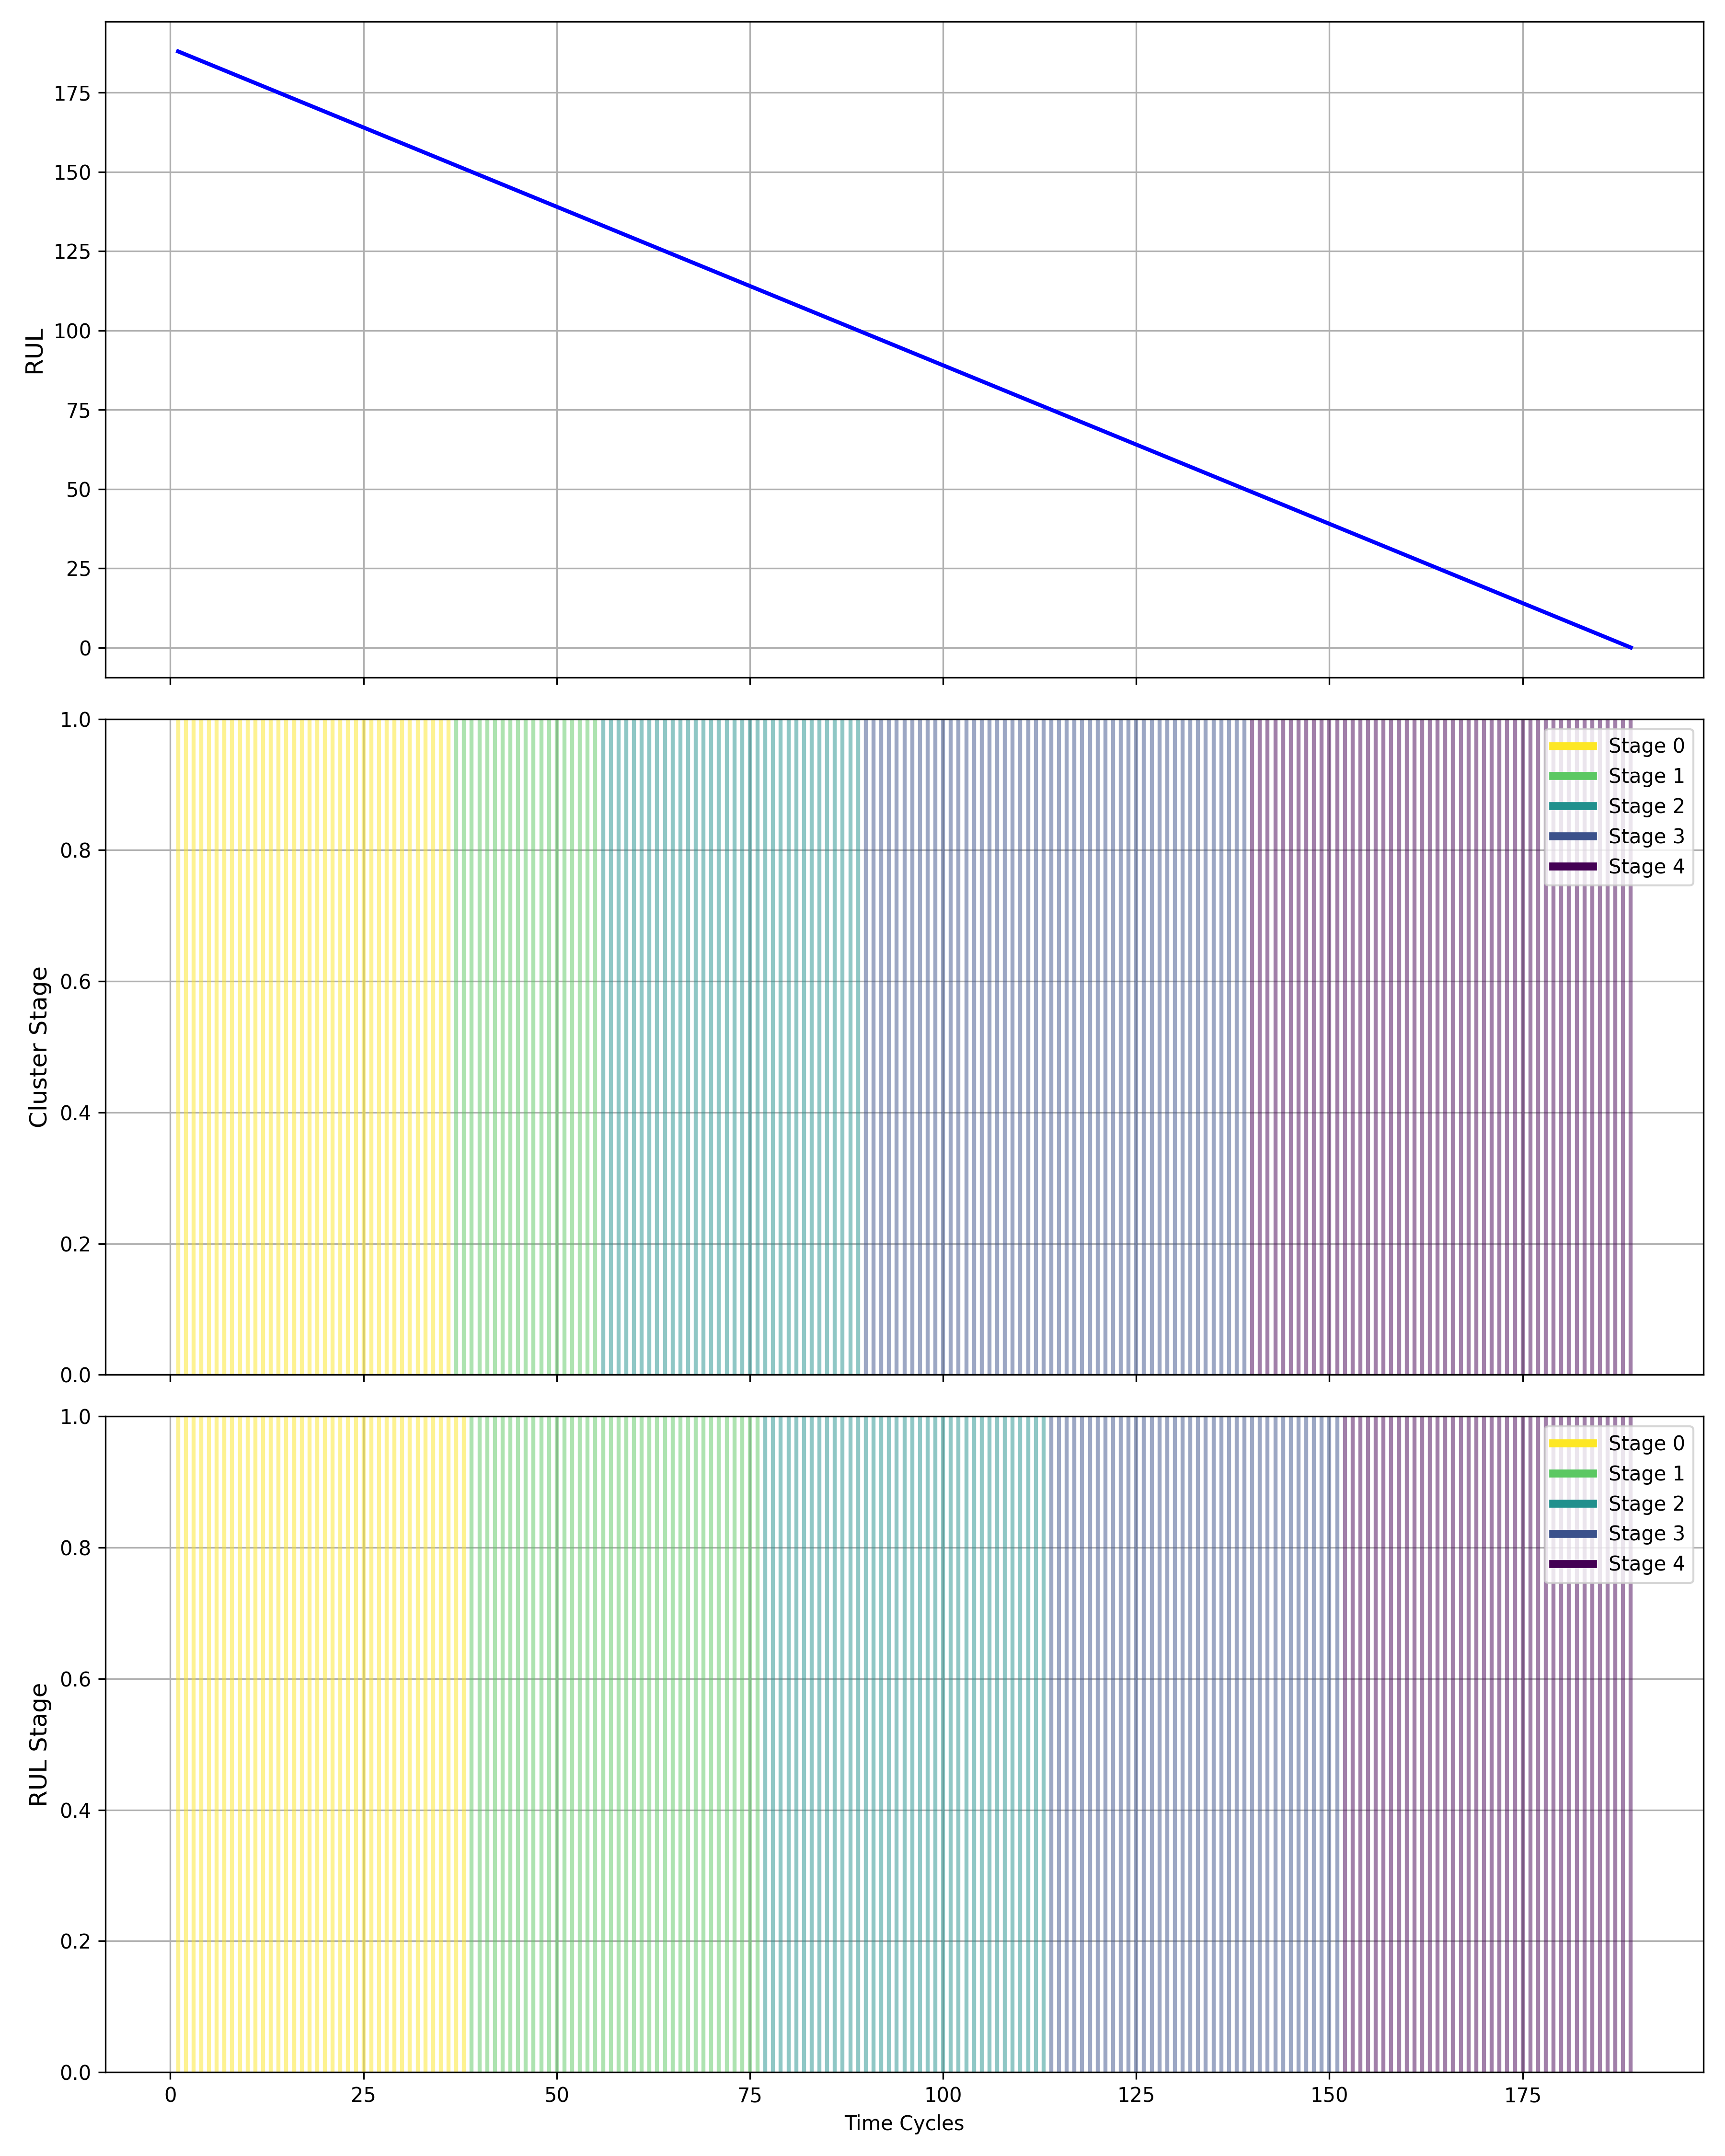 175
150
125
100
75
50
25
0
RUL
1.0
0.8
0.6
0.4
0.2
0.0
Cluster Stage
Stage 0
Stage 1
Stage 2
Stage 3
Stage 4
1.0
0.8
0.6
0.4
0.2
0.0
RUL Stage
Stage 0
Stage 1
Stage 2
Stage 3
Stage 4
0 25 50 75 100 125 150 175
Time Cycles